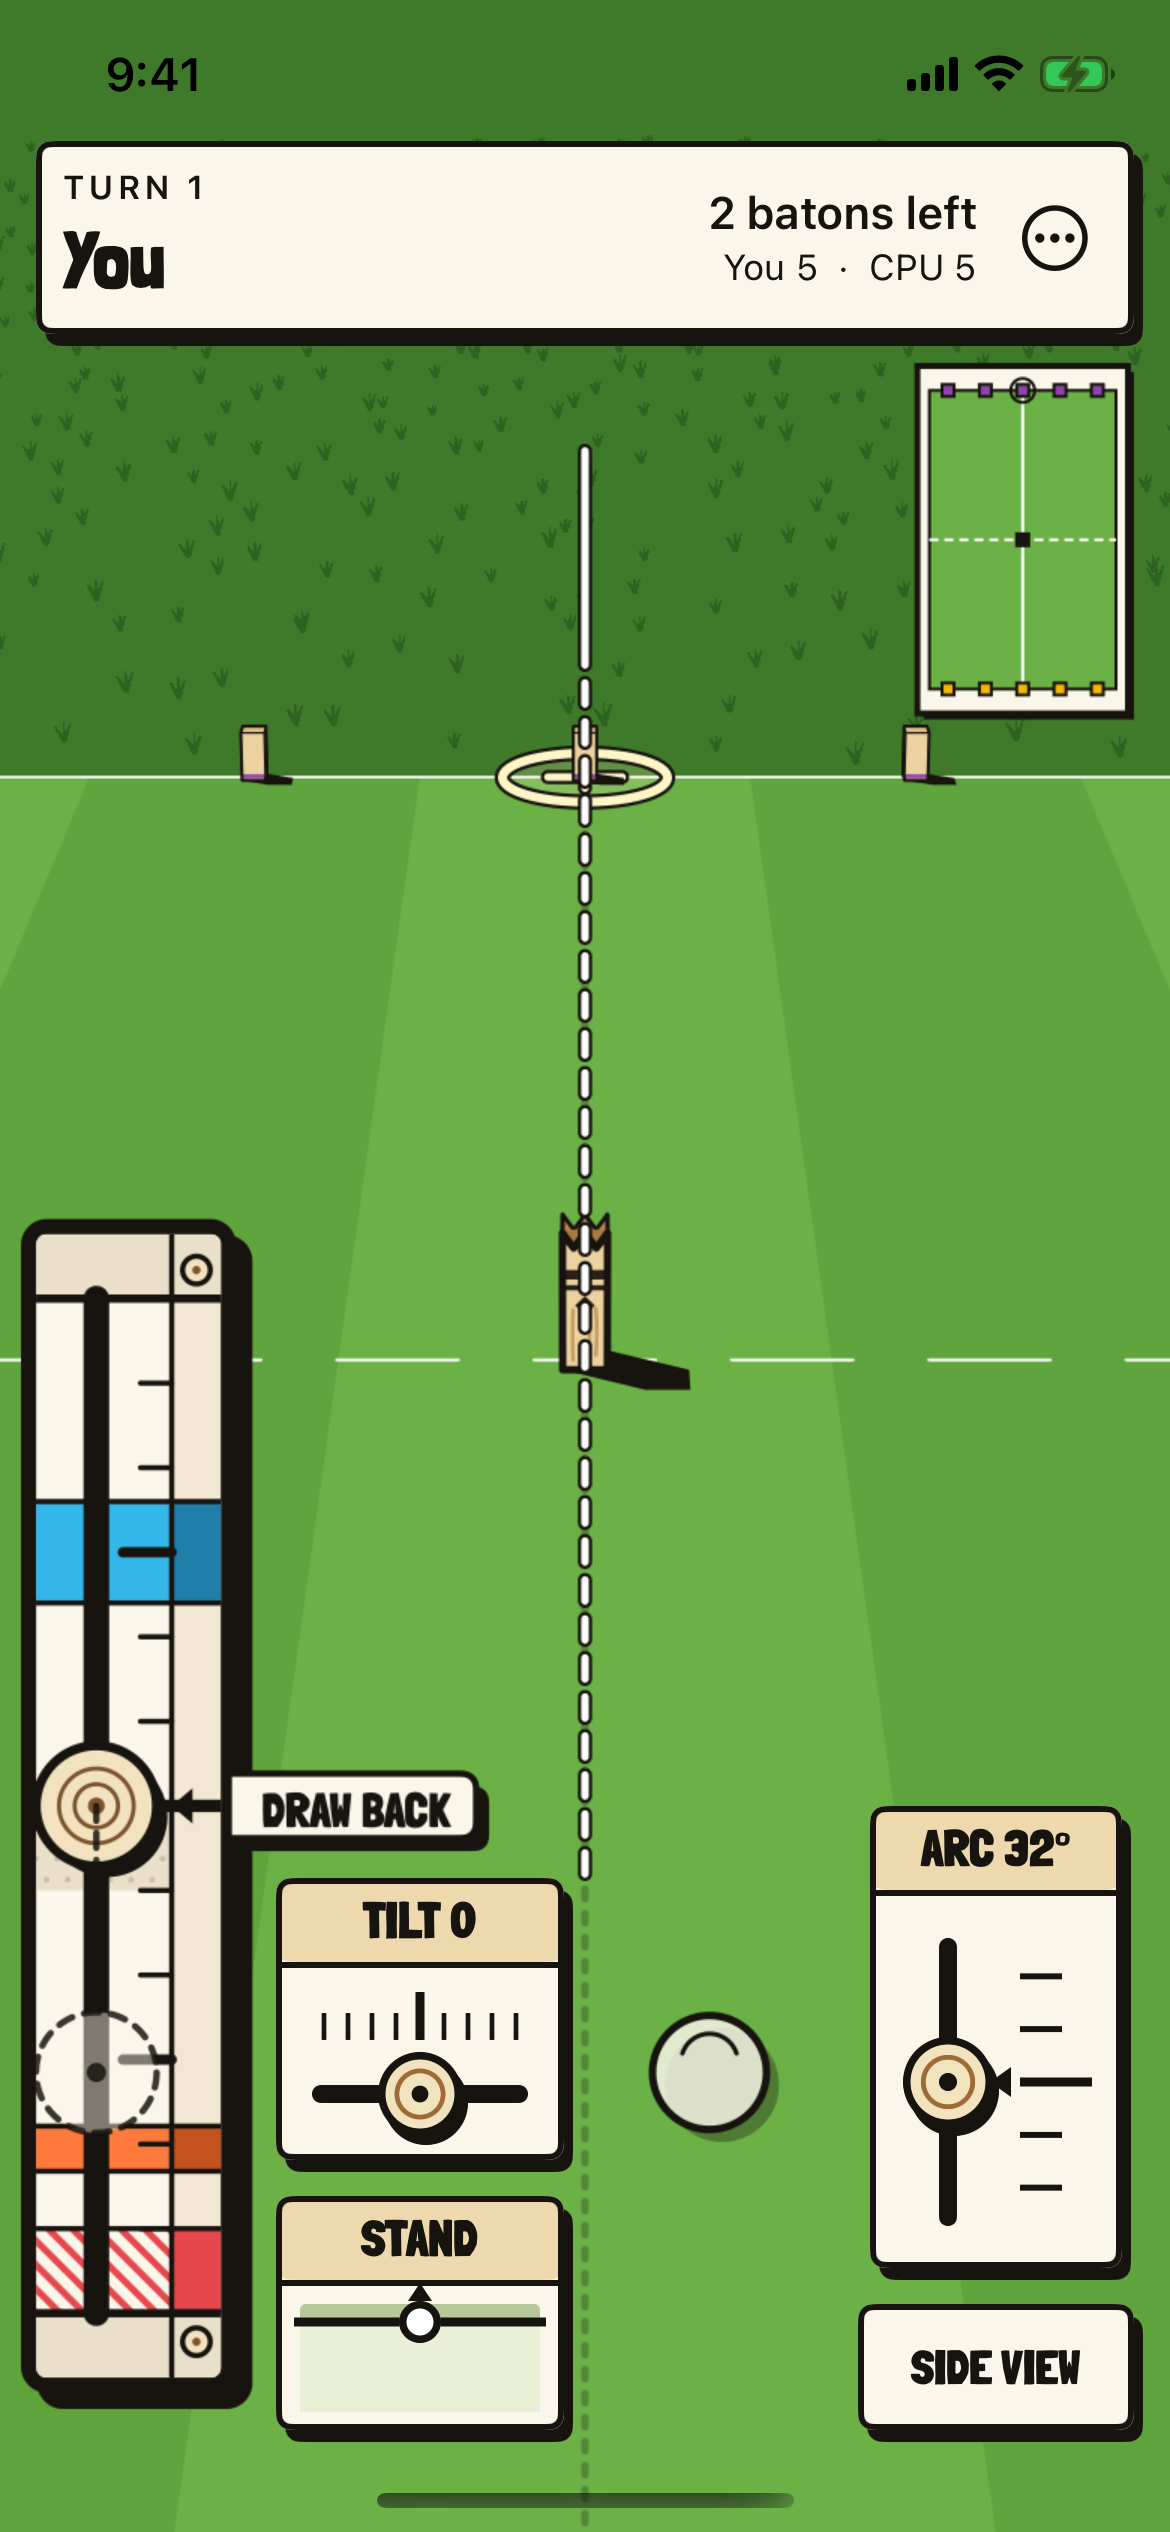 9:41
TURN 1
You
2 batons left
You 5 · CPU 5
DRAW BACK
TILT 0
ARC 32°
STAND
SIDE VIEW